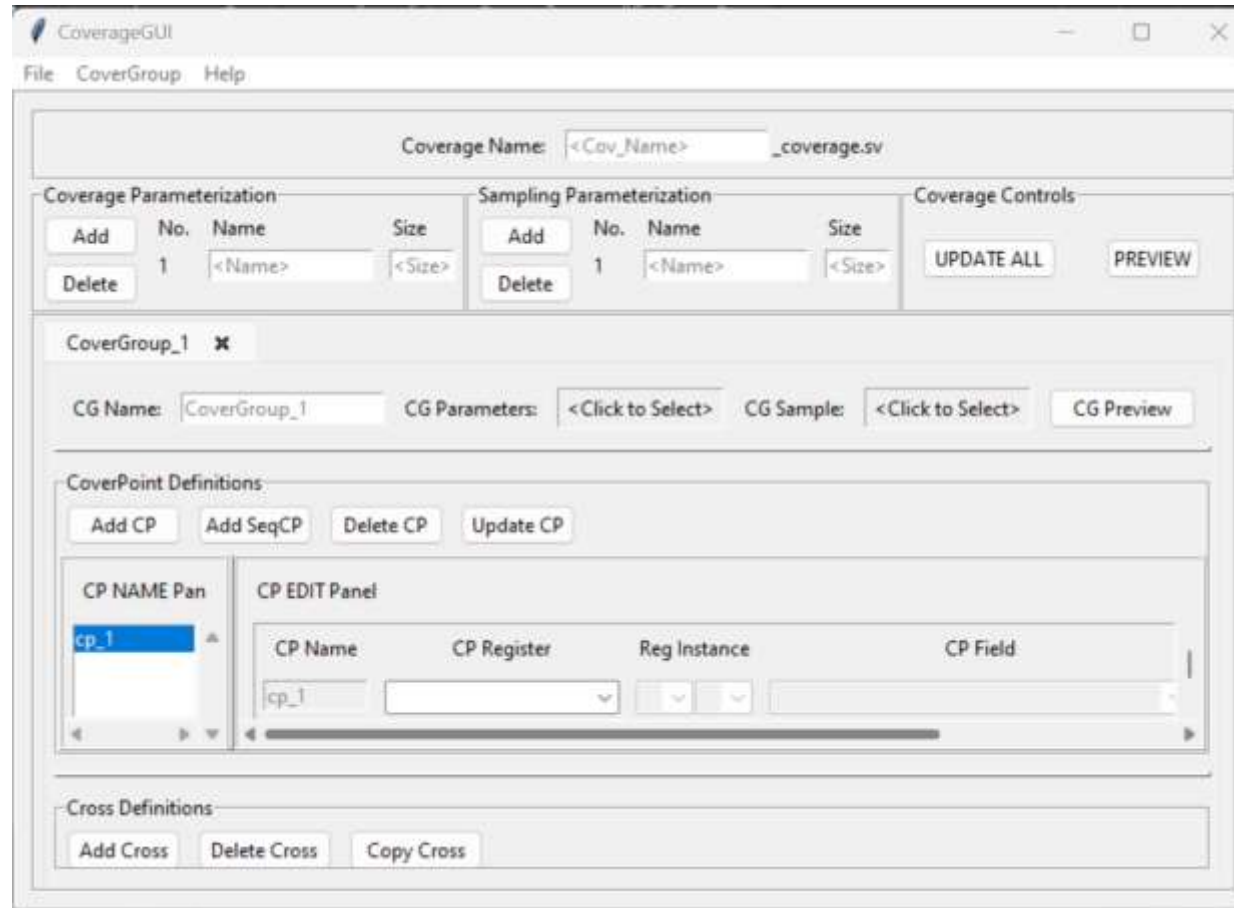 CoverageGUI
File CoverGroup Help
Coverage Name: <Cov_Name> _coverage.sv
Coverage Parameterization Sampling Parameterization Coverage Controls
Add No. Name Size Add No. Name Size
1 <Name> <Size> 1 <Name> <Size> UPDATE ALL PREVIEW
Delete Delete
CoverGroup_1 ✖
CG Name: CoverGroup_1 CG Parameters: <Click to Select> CG Sample: <Click to Select> CG Preview
CoverPoint Definitions
Add CP Add SeqCP Delete CP Update CP
CP NAME Pan CP EDIT Panel
cp_1 CP Name CP Register Reg Instance CP Field
cp_1
Cross Definitions
Add Cross Delete Cross Copy Cross